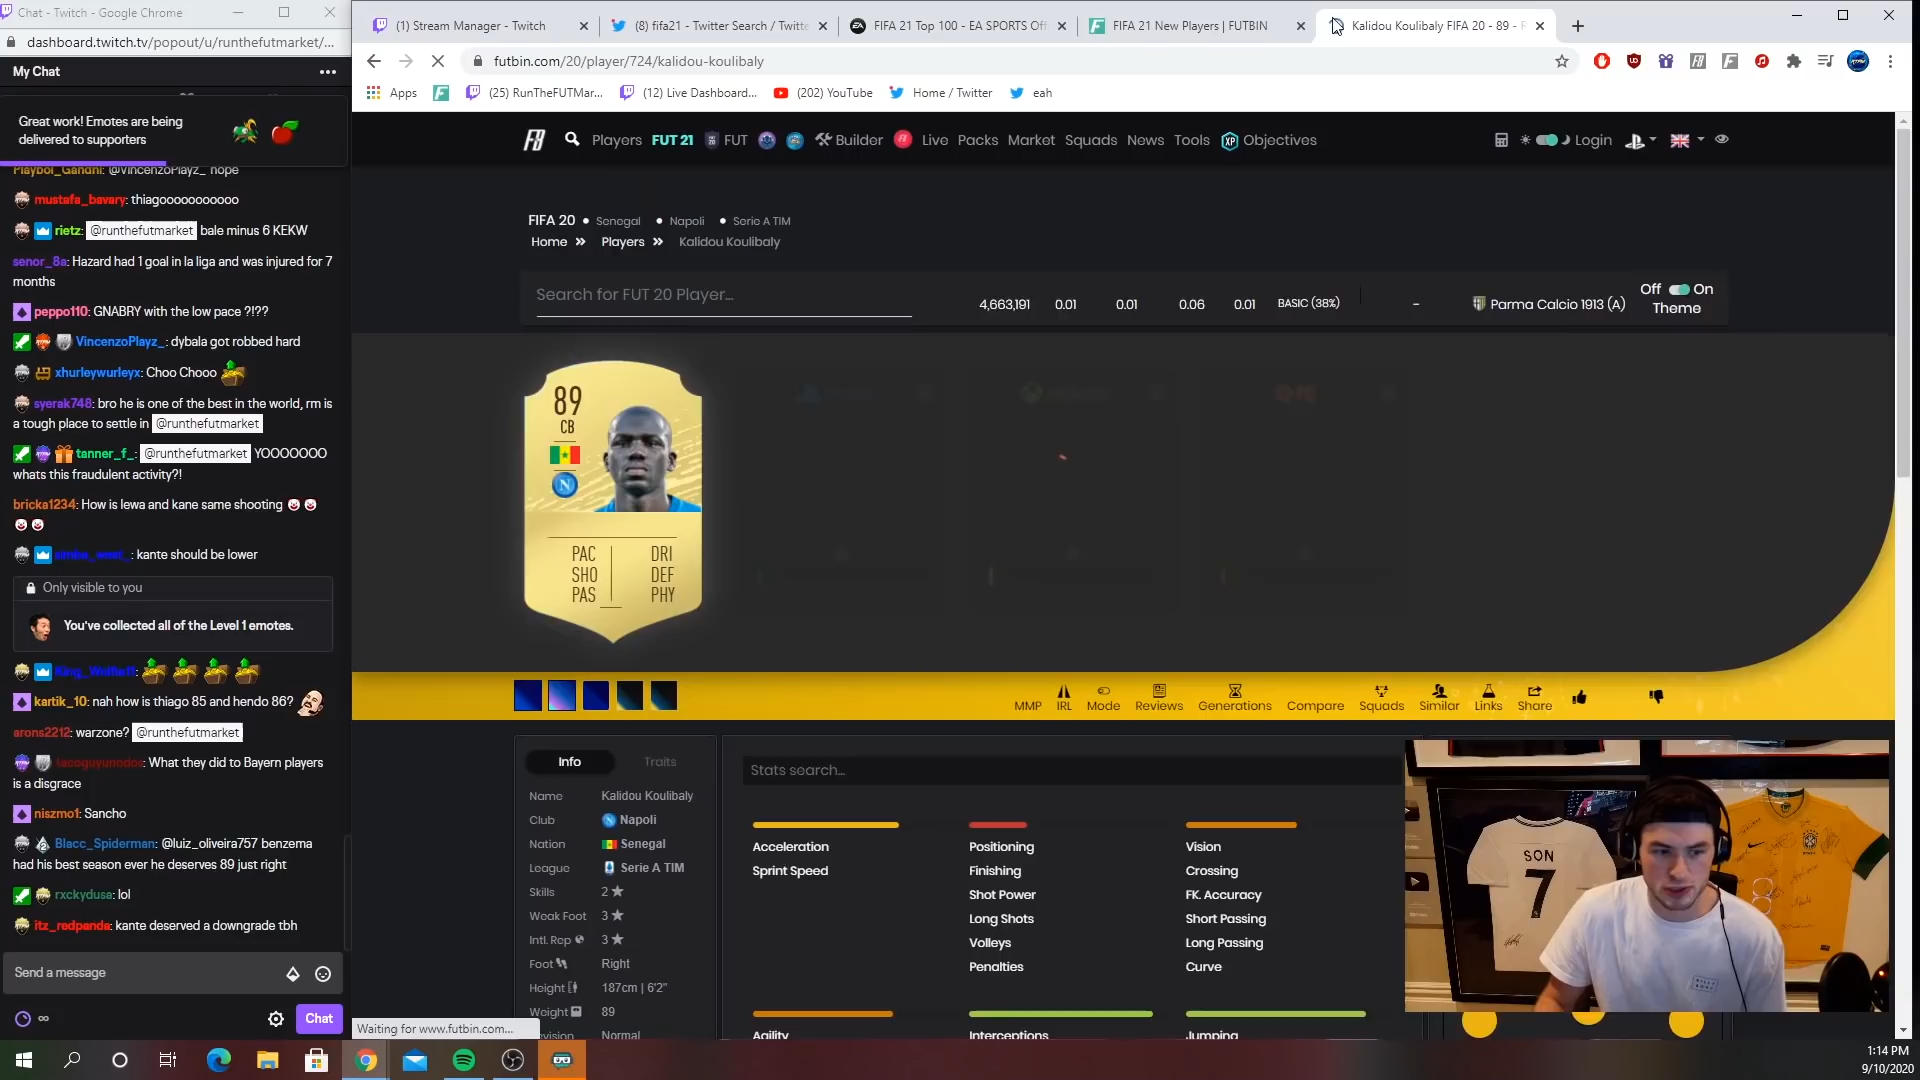 Chat - Twitch - Google Chrome
dashboard.twitch.tv/popout/u/runthefutmarket/...
My Chat
Great work! Emotes are being
delivered to supporters
Playboi_Gandhi: @VincenzoPlayz_ nope
mustafa_bavary: thiagooooooooooo
rietz: @runthefutmarket bale minus 6 KEKW
senor_8a: Hazard had 1 goal in la liga and was injured for 7
months
peppo110: GNABRY with the low pace ?!??
VincenzoPlayz_: dybala got robbed hard
xhurleywurleyx: Choo Chooo
syerak748: bro he is one of the best in the world, rm is
a tough place to settle in @runthefutmarket
tanner_f_: @runthefutmarket YOOOOOOO
whats this fraudulent activity?!
bricka1234: How is lewa and kane same shooting
: kante should be lower
Only visible to you
You've collected all of the Level 1 emotes.
kartik_10: nah how is thiago 85 and hendo 86?
arons2212: warzone? @runthefutmarket
: What they did to Bayern players
is a disgrace
niszmo1: Sancho
Blacc_Spiderman: @luiz_oliveira757 benzema
had his best season ever he deserves 89 just right
rxckydusa: lol
itz_redpanda: kante deserved a downgrade tbh
Send a message
Chat
(1) Stream Manager - Twitch
(8) fifa21 - Twitter Search / Twitte
FIFA 21 Top 100 - EA SPORTS Off
FIFA 21 New Players | FUTBIN
Kalidou Koulibaly FIFA 20 - 89 - R
futbin.com/20/player/724/kalidou-koulibaly
Apps
(25) RunTheFUTMar...
(12) Live Dashboard...
(202) YouTube
Home / Twitter
eah
Players FUT 21 FUT Builder Live Packs Market Squads News Tools XP Objectives
Login
FIFA 20 • Senegal • Napoli • Serie A TIM
Home » Players » Kalidou Koulibaly
Search for FUT 20 Player...
4,663,191 0.01 0.01 0.06 0.01 BASIC (38%) - Parma Calcio 1913 (A)
Off On
Theme
89
CB
N
PAC DRI
SHO DEF
PAS PHY
MMP IRL Mode Reviews Generations Compare Squads Similar Links Share
Info Traits
Name Kalidou Koulibaly
Club Napoli
Nation Senegal
League Serie A TIM
Skills 2
Weak Foot 3
Intl. Rep 3
Foot Right
Height 187cm | 6'2"
Weight 89
Revision Normal
Stats search...
Acceleration
Sprint Speed
Agility
Positioning
Finishing
Shot Power
Long Shots
Volleys
Penalties
Interceptions
Vision
Crossing
FK. Accuracy
Short Passing
Long Passing
Curve
Jumping
SON
7
Waiting for www.futbin.com...
1:14 PM
9/10/2020